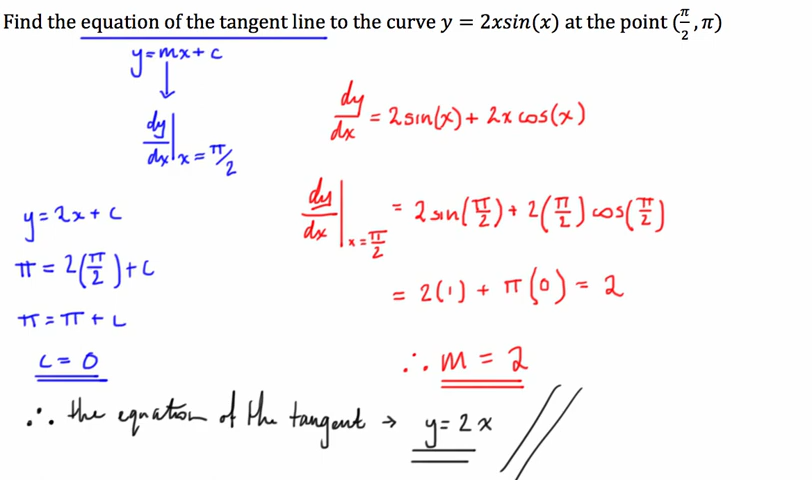 Find the equation of the tangent line to the curve y = 2xsin(x) at the point (π/2, π)
y = mx + c
dy/dx | x = π/2
dy/dx = 2sin(x) + 2x cos(x)
dy/dx | x = π/2 = 2sin(π/2) + 2(π/2) cos(π/2)
= 2(1) + π(0) = 2
∴ m = 2
y = 2x + c
π = 2(π/2) + c
π = π + c
c = 0
∴ the equation of the tangent → y = 2x